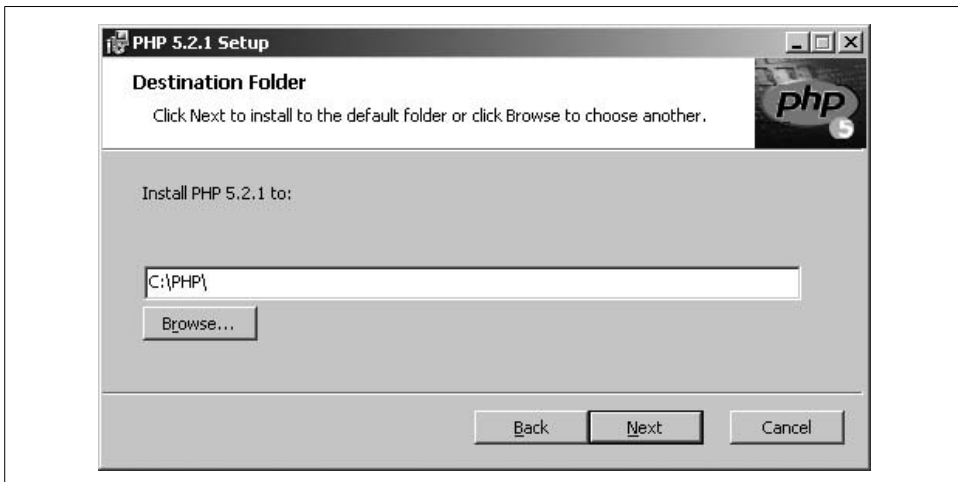 PHP 5.2.1 Setup
Destination Folder
Click Next to install to the default folder or click Browse to choose another.
php
5
Install PHP 5.2.1 to:
C:\PHP\
Browse...
Back
Next
Cancel